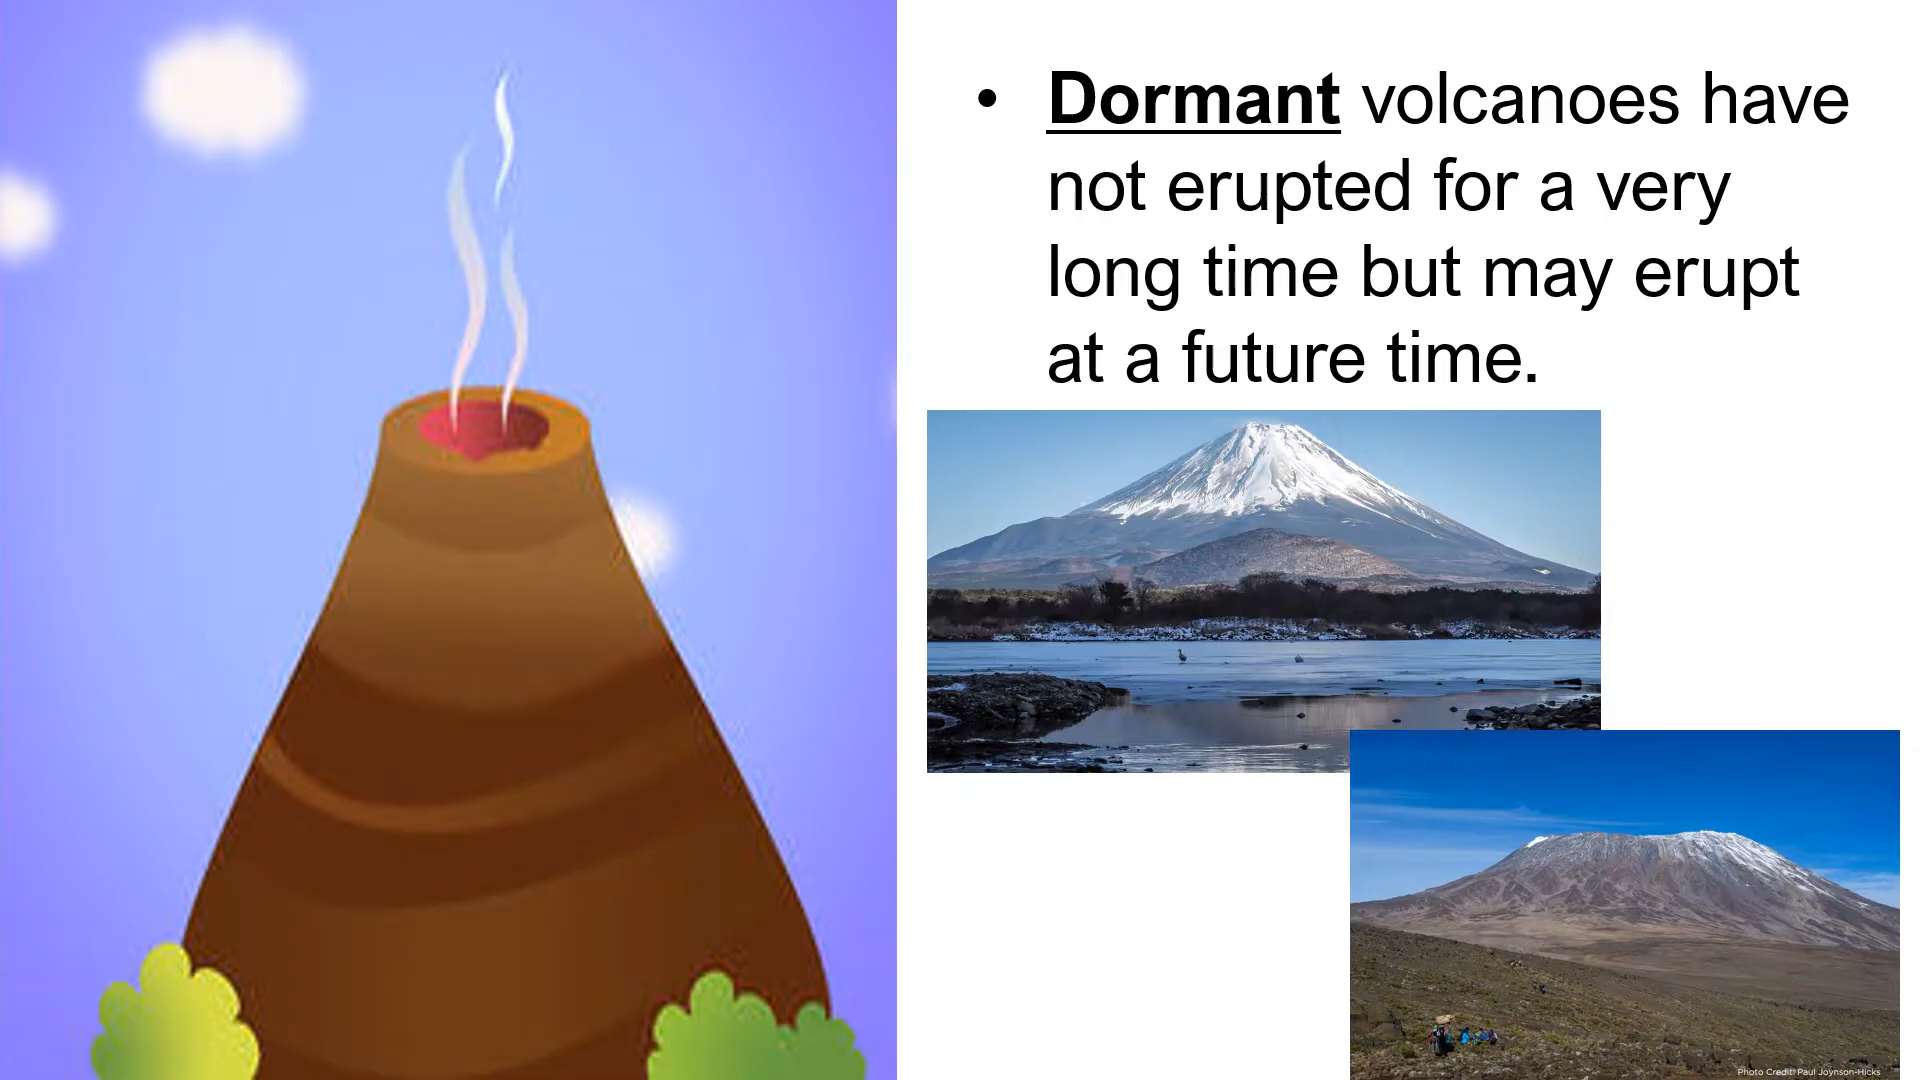 • Dormant volcanoes have
not erupted for a very
long time but may erupt
at a future time.
Photo Credit: Paul Joynson-Hicks